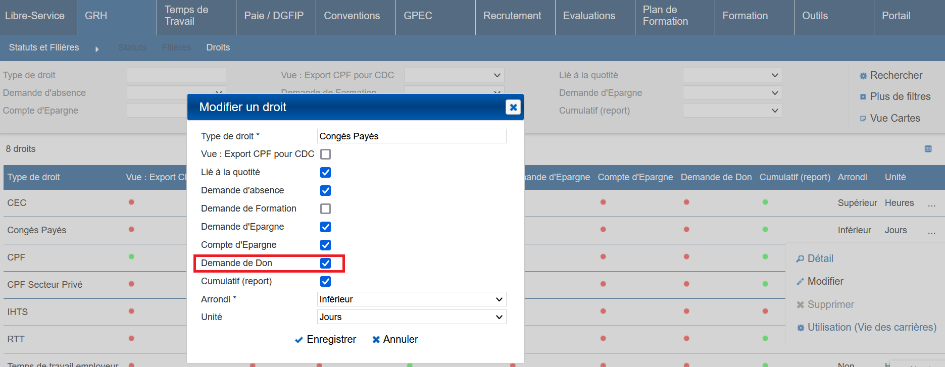 Libre-Service GRH Temps de Travail Paie / DGFIP Conventions GPEC Recrutement Evaluations Plan de Formation Formation Outils Portail
Statuts et Filières Statuts Filières Droits
Type de droit Vue : Export CPF pour CDC Lié à la quotité Rechercher
Demande d'absence Demande de Formation Demande d'Epargne Plus de filtres
Compte d'Epargne Cumulatif (report) Vue Cartes
Modifier un droit
Type de droit * Congés Payés
Vue : Export CPF pour CDC
Lié à la quotité
Demande d'absence
Demande de Formation
Demande d'Epargne
Compte d'Epargne
Demande de Don
Cumulatif (report)
Arrondi * Inférieur
Unité Jours
Enregistrer Annuler
8 droits
Type de droit Vue : Export C ande d'Epargne Compte d'Epargne Demande de Don Cumulatif (report) Arrondi Unité
CEC Supérieur Heures ...
Congés Payés Inférieur Jours ...
CPF
CPF Secteur Privé
IHTS
RTT
Temps de travail employeur Non
Détail
Modifier
Supprimer
Utilisation (Vie des carrières)